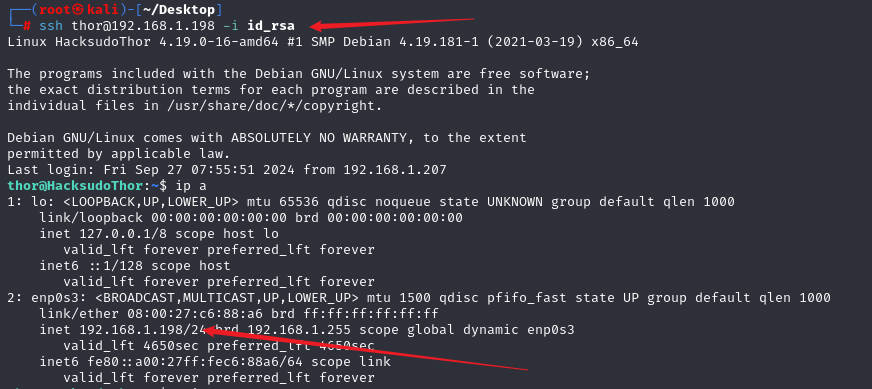 ┌──(root㉿kali)-[~/Desktop]
└─# ssh thor@192.168.1.198 -i id_rsa
Linux HacksudoThor 4.19.0-16-amd64 #1 SMP Debian 4.19.181-1 (2021-03-19) x86_64
The programs included with the Debian GNU/Linux system are free software;
the exact distribution terms for each program are described in the
individual files in /usr/share/doc/*/copyright.
Debian GNU/Linux comes with ABSOLUTELY NO WARRANTY, to the extent
permitted by applicable law.
Last login: Fri Sep 27 07:55:51 2024 from 192.168.1.207
thor@HacksudoThor:~$ ip a
1: lo: <LOOPBACK,UP,LOWER_UP> mtu 65536 qdisc noqueue state UNKNOWN group default qlen 1000
    link/loopback 00:00:00:00:00:00 brd 00:00:00:00:00:00
    inet 127.0.0.1/8 scope host lo
       valid_lft forever preferred_lft forever
    inet6 ::1/128 scope host
       valid_lft forever preferred_lft forever
2: enp0s3: <BROADCAST,MULTICAST,UP,LOWER_UP> mtu 1500 qdisc pfifo_fast state UP group default qlen 1000
    link/ether 08:00:27:c6:88:a6 brd ff:ff:ff:ff:ff:ff
    inet 192.168.1.198/24 brd 192.168.1.255 scope global dynamic enp0s3
       valid_lft 4650sec preferred_lft 4650sec
    inet6 fe80::a00:27ff:fec6:88a6/64 scope link
       valid_lft forever preferred_lft forever